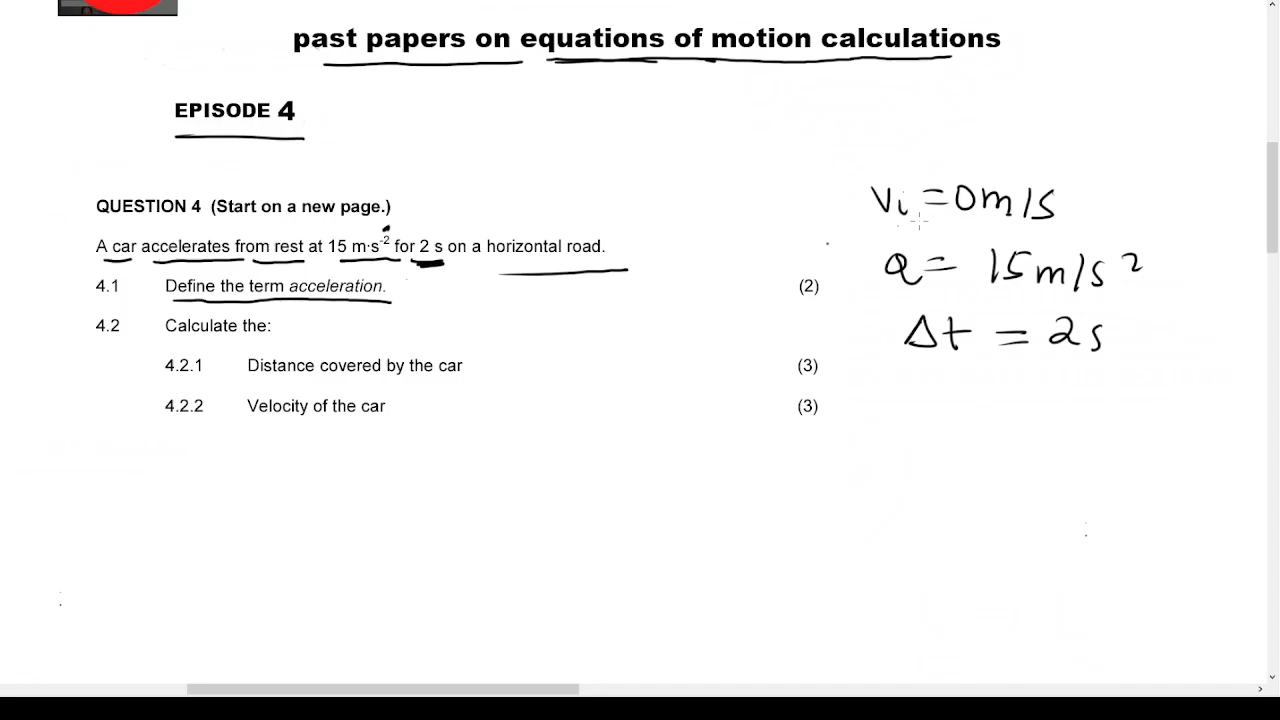 past papers on equations of motion calculations
EPISODE 4
QUESTION 4 (Start on a new page.)
A car accelerates from rest at 15 m·s⁻² for 2 s on a horizontal road.
4.1 Define the term acceleration. (2)
4.2 Calculate the:
4.2.1 Distance covered by the car (3)
4.2.2 Velocity of the car (3)
vi = 0 m/s
a = 15 m/s²
Δt = 2 s